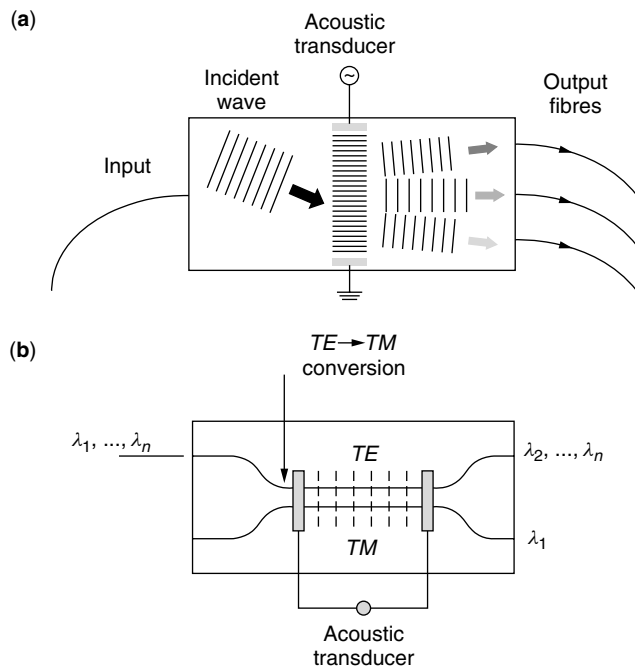 (a)
Acoustic
transducer
~
Incident
wave
Output
fibres
Input
(b)
TE→TM
conversion
λ1, ..., λn
TE
λ2, ..., λn
TM
λ1
Acoustic
transducer